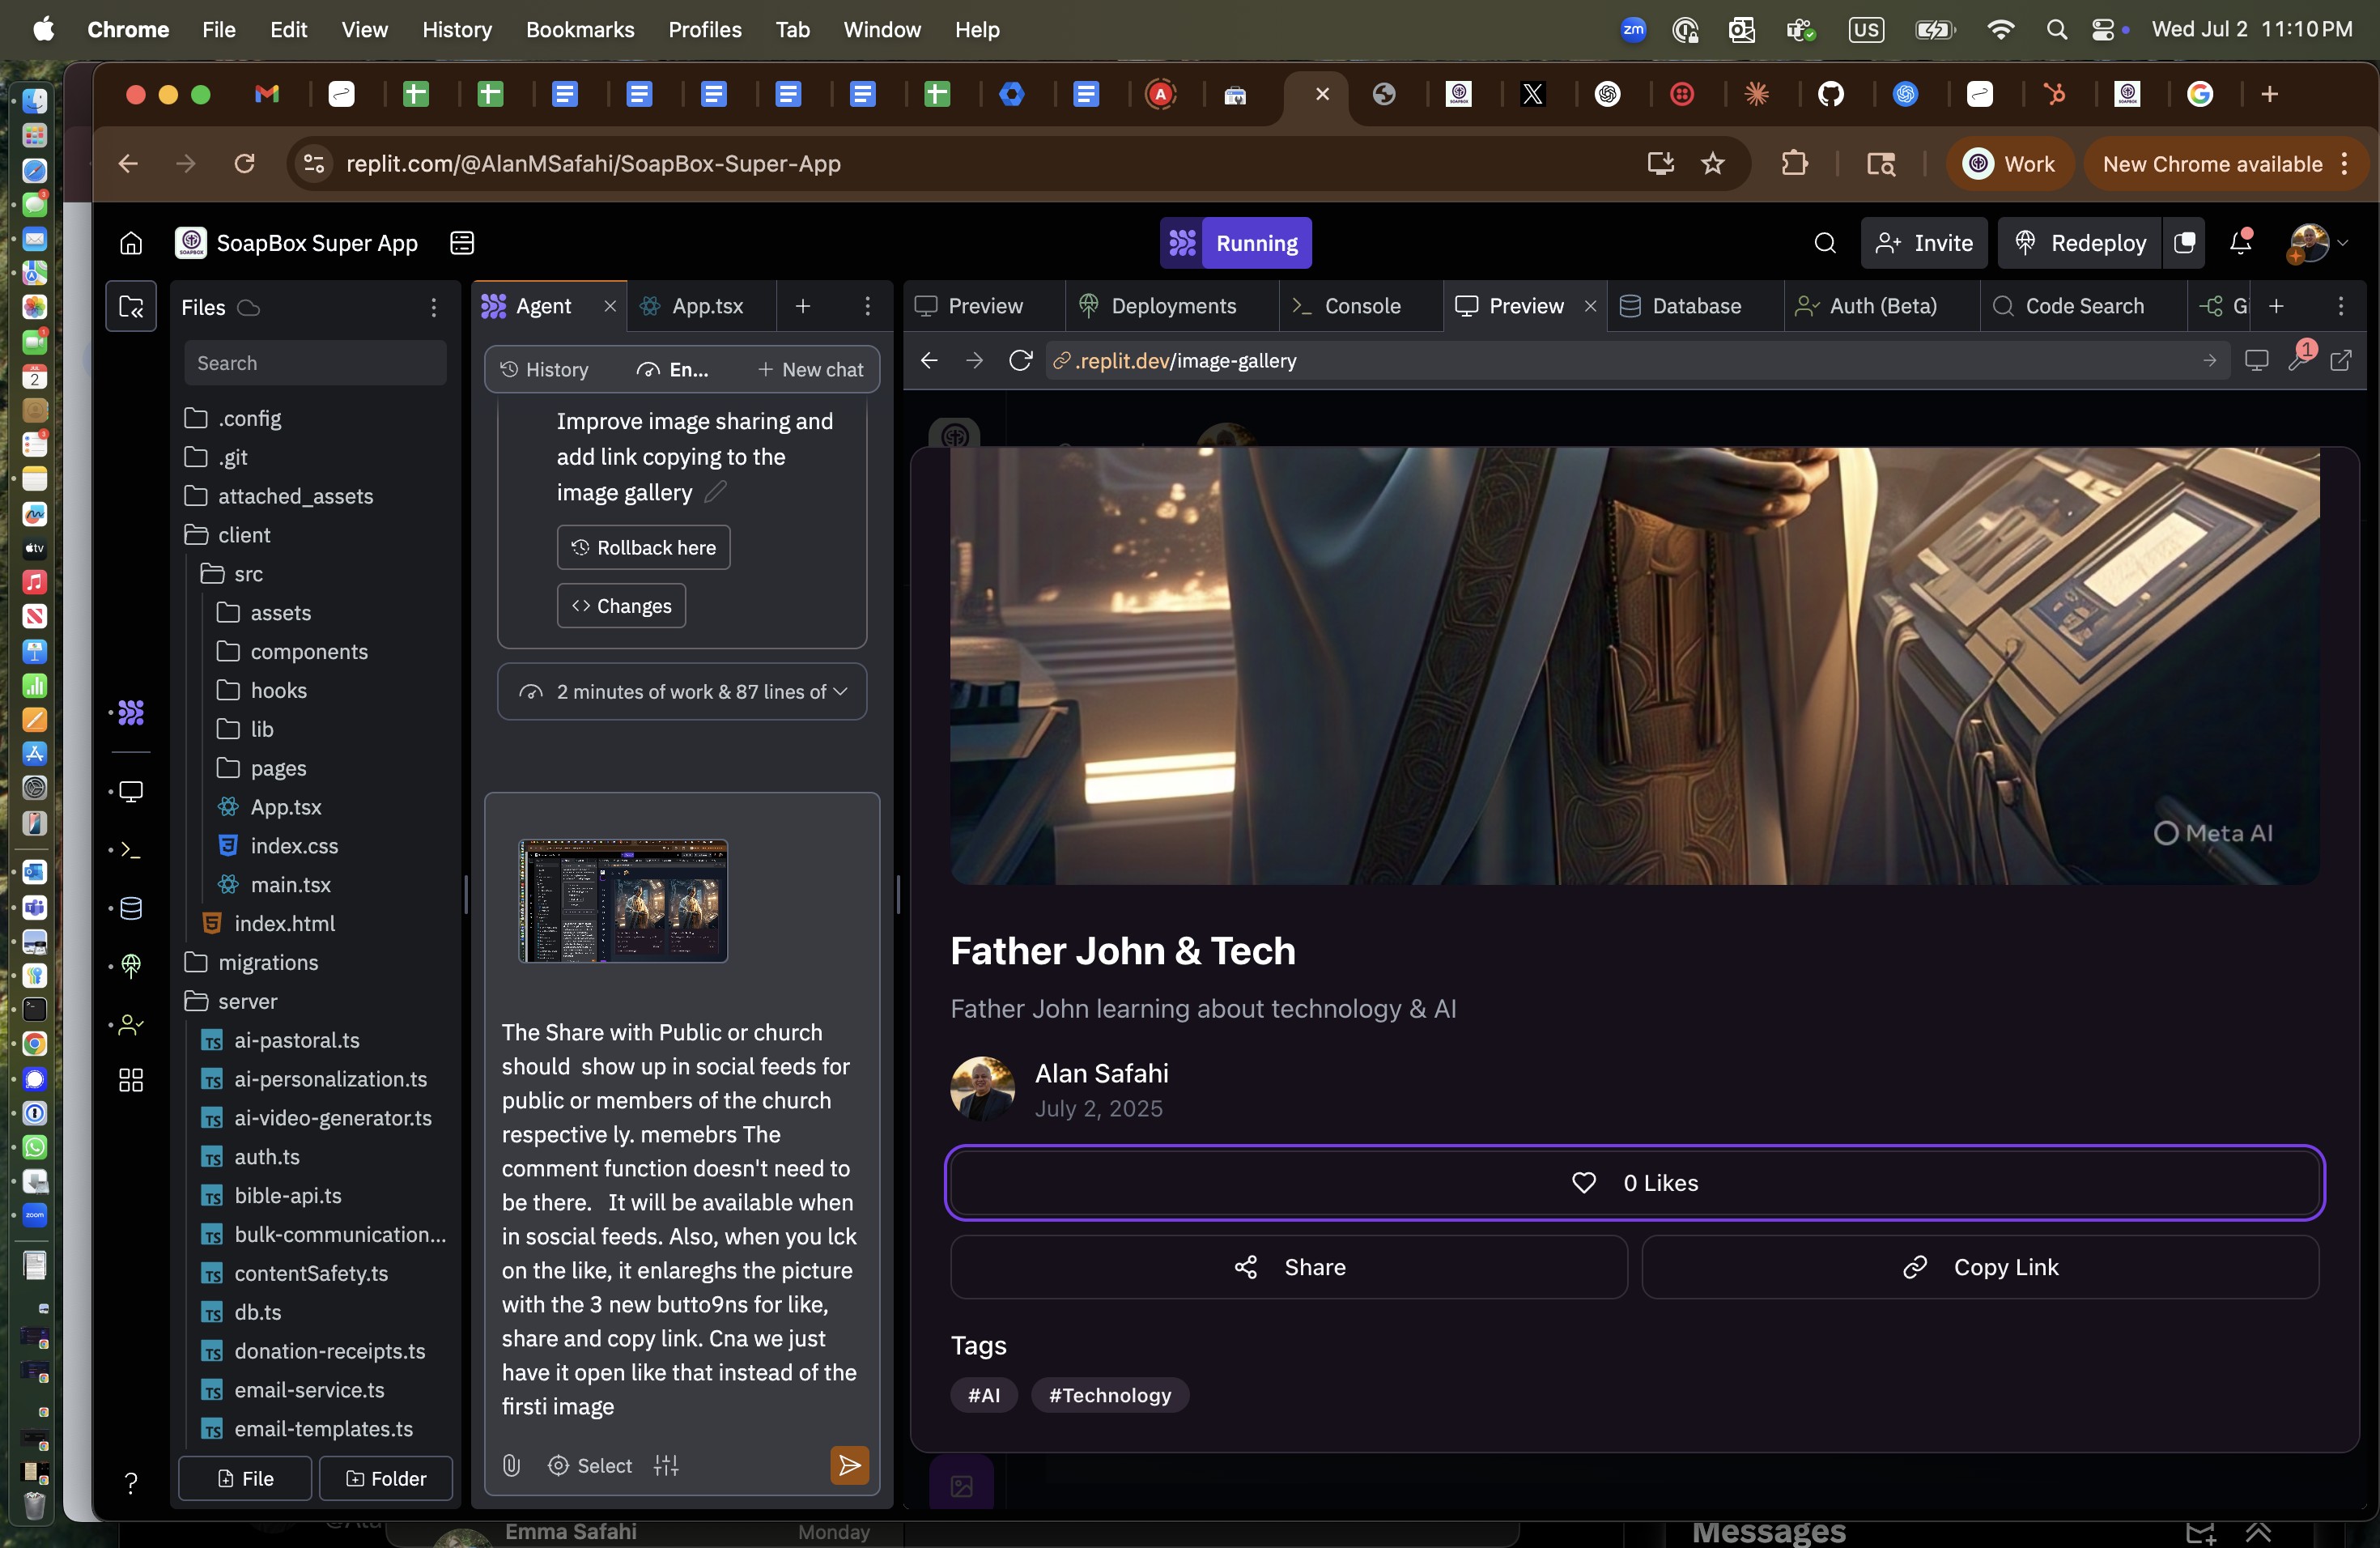 Chrome File Edit View History Bookmarks Profiles Tab Window Help
zm US Wed Jul 2 11:10 PM
replit.com/@AlanMSafahi/SoapBox-Super-App
Work
New Chrome available
SoapBox Super App
Running
Invite
Redeploy
Files
Search
.config
.git
attached_assets
client
src
assets
components
hooks
lib
pages
App.tsx
index.css
main.tsx
index.html
migrations
server
ai-pastoral.ts
ai-personalization.ts
ai-video-generator.ts
auth.ts
bible-api.ts
bulk-communication...
contentSafety.ts
db.ts
donation-receipts.ts
email-service.ts
email-templates.ts
File
Folder
Agent
App.tsx
History
En...
New chat
Improve image sharing and
add link copying to the
image gallery
Rollback here
Changes
2 minutes of work & 87 lines of
The Share with Public or church
should  show up in social feeds for
public or members of the church
respective ly. memebrs The
comment function doesn't need to
be there.   It will be available when
in soscial feeds. Also, when you lck
on the like, it enlareghs the picture
with the 3 new butto9ns for like,
share and copy link. Cna we just
have it open like that instead of the
firsti image
Select
Preview
Deployments
Console
Preview
Database
Auth (Beta)
Code Search
G
.replit.dev/image-gallery
1
Meta AI
Father John & Tech
Father John learning about technology & AI
Alan Safahi
July 2, 2025
0 Likes
Share
Copy Link
Tags
#AI
#Technology
Emma Safahi
Monday
Messages